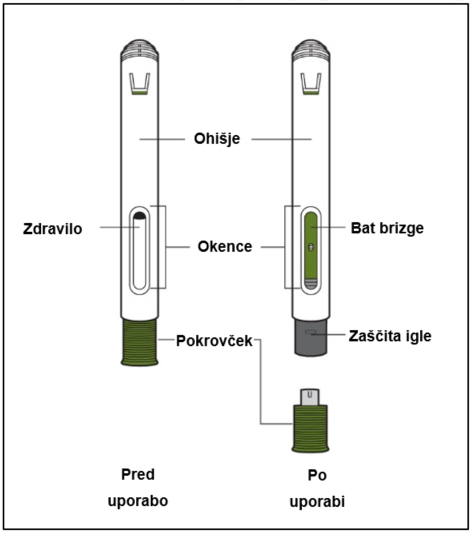 Ohišje
Zdravilo
Okence
Bat brizge
Zaščita igle
Pokrovček
Pred
uporabo
Po
uporabi